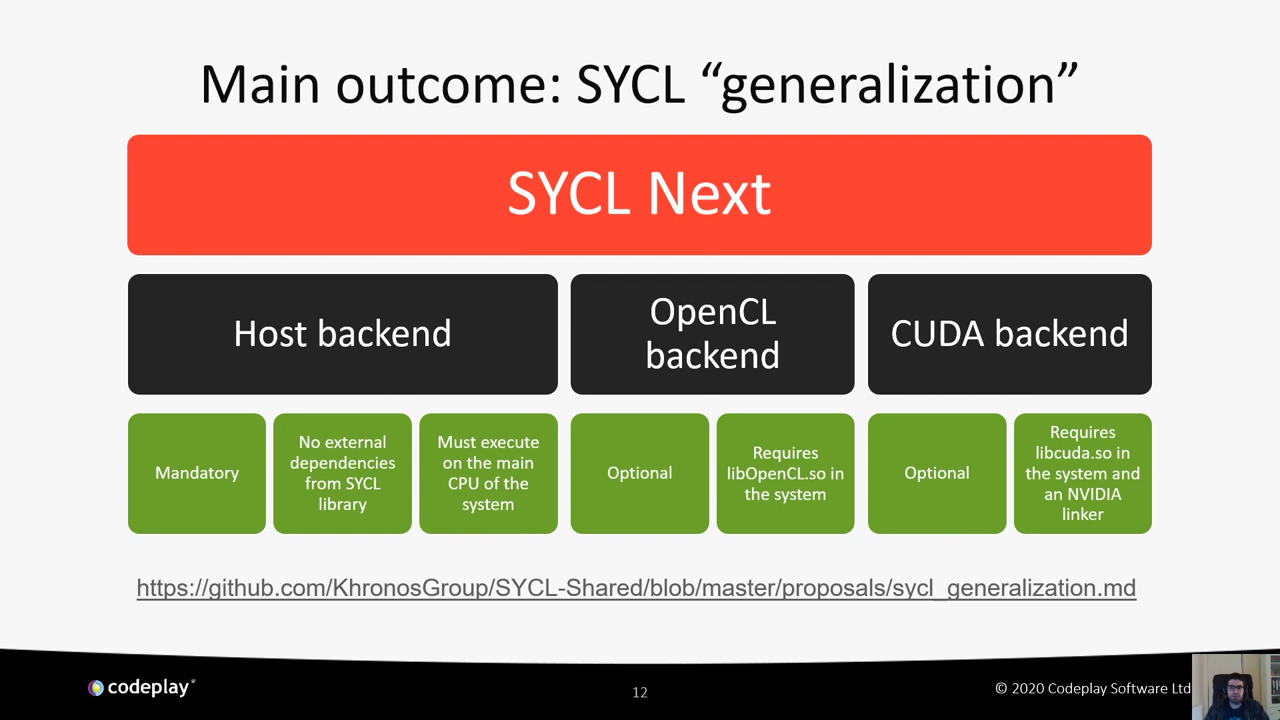 Main outcome: SYCL “generalization”
SYCL Next
Host backend
OpenCL
backend
CUDA backend
Mandatory
No external
dependencies
from SYCL
library
Must execute
on the main
CPU of the
system
Optional
Requires
libOpenCL.so in
the system
Optional
Requires
libcuda.so in
the system and
an NVIDIA
linker
https://github.com/KhronosGroup/SYCL-Shared/blob/master/proposals/sycl_generalization.md
codeplay®
12
© 2020 Codeplay Software Ltd